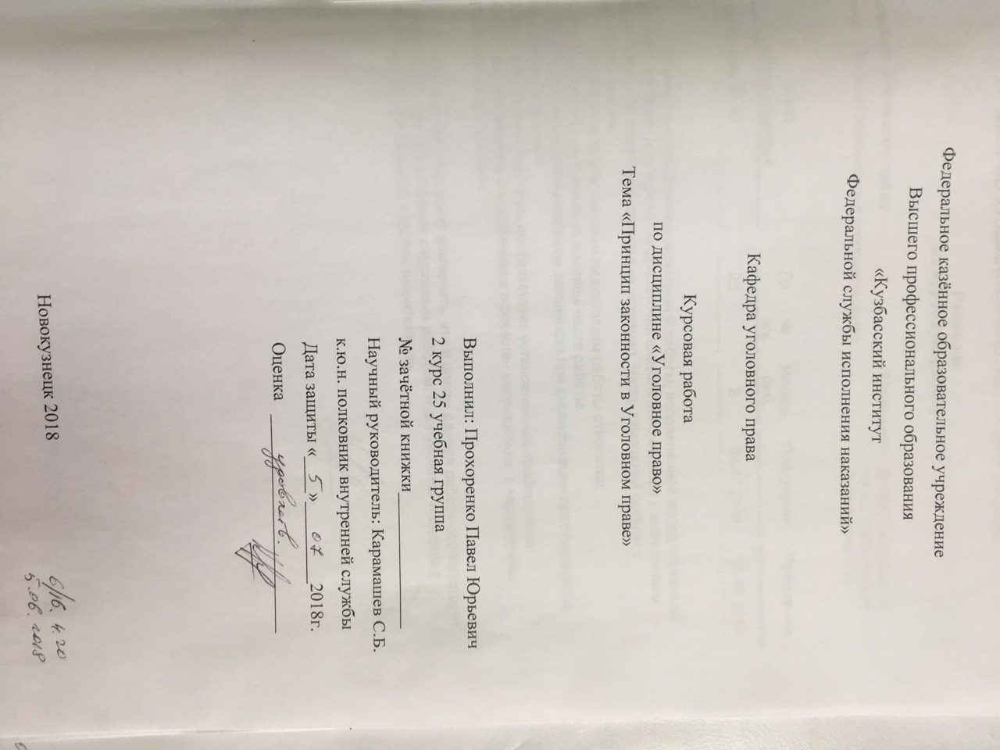 Федеральное казённое образовательное учреждение
Высшего профессионального образования
«Кузбасский институт
Федеральной службы исполнения наказаний»
Кафедра уголовного права
Курсовая работа
по дисциплине «Уголовное право»
Тема «Принцип законности в Уголовном праве»
Выполнил: Прохоренко Павел Юрьевич
2 курс 25 учебная группа
№ зачётной книжки
Научный руководитель: Карамашев С.Б.
к.ю.н. полковник внутренней службы
Дата защиты « 5 » 07 2018г.
Оценка
Новокузнецк 2018
4.20
5.06.2018